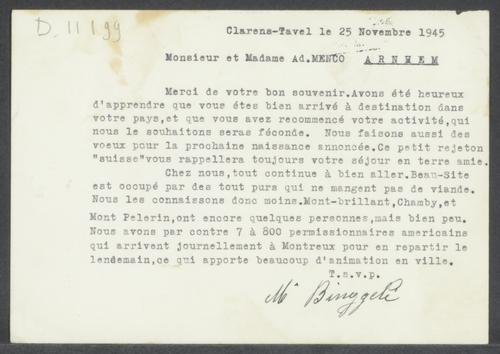 D. 11199
Clarens-Tavel le 25 Novembre 1945
Monsieur et Madame Ad.MENCO A R N H E M
Merci de votre bon souvenir.Avons été heureux
d'apprendre que vous êtes bien arrivé à destination dans
votre pays,et que vous avez recommencé votre activité,qui
nous le souhaitons seras féconde. Nous faisons aussi des
voeux pour la prochaine naissance annoncée.Ce petit rejeton
"suisse"vous rappellera toujours votre séjour en terre amie.
Chez nous,tout continue à bien aller.Beau-Site
est occupé par des tout purs qui ne mangent pas de viande.
Nous les connaissons donc moins.Mont-brillant,Chamby,et
Mont Pelerin,ont encore quelques personnes,mais bien peu.
Nous avons par contre 7 à 800 permissionnaires americains
qui arrivent journellement à Montreux pour en repartir le
lendemain,ce qui apporte beaucoup d'animation en ville.
T.s.v.p.
Binggeli